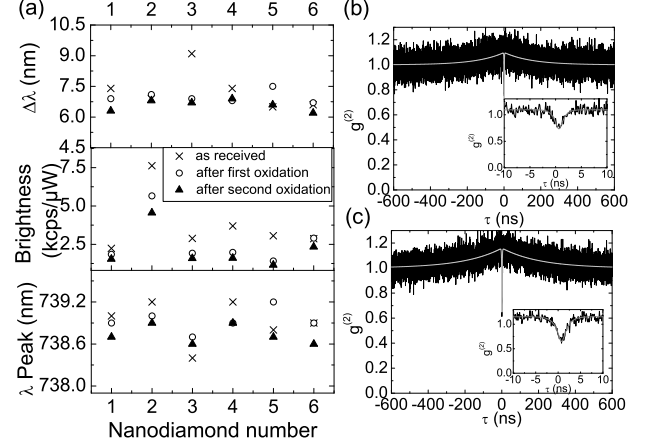 (a)
1 2 3 4 5 6
10.5
9.0
7.5
6.0
4.5
Δλ (nm)
× as received
○ after first oxidation
▲ after second oxidation
7.5
5.0
2.5
Brightness
(kcps/µW)
739.2
738.6
738.0
λ Peak (nm)
1 2 3 4 5 6
Nanodiamond number
(b)
1.2
1.0
0.8
0.6
0.4
0.2
0.0
g(2)
-600 -400 -200 0 200 400 600
τ (ns)
1.0
0.5
0.0
g(2)
-10 -5 0 5 10
τ (ns)
(c)
1.2
1.0
0.8
0.6
0.4
0.2
0.0
g(2)
-600 -400 -200 0 200 400 600
τ (ns)
1.0
0.5
0.0
g(2)
-10 -5 0 5 10
τ (ns)